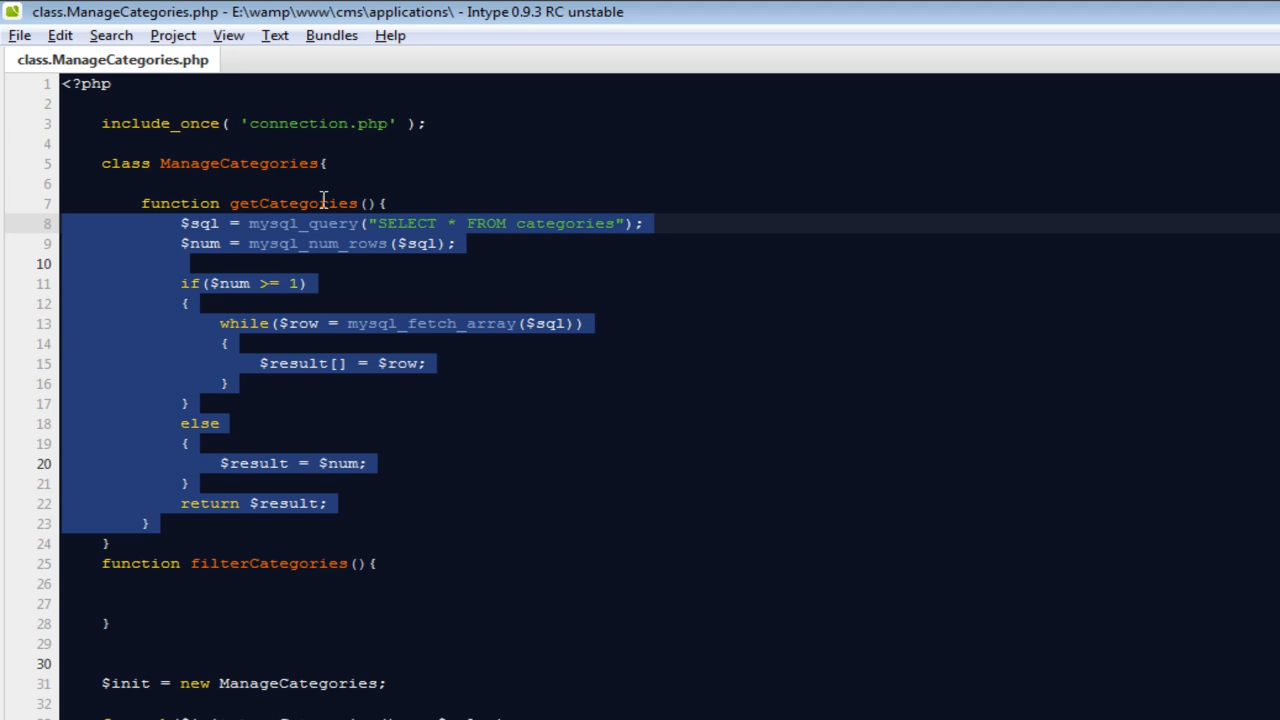 class.ManageCategories.php - E:\wamp\www\cms\applications\ - Intype 0.9.3 RC unstable
File Edit Search Project View Text Bundles Help
class.ManageCategories.php
1 <?php
2
3 include_once( 'connection.php' );
4
5 class ManageCategories{
6
7 function getCategories(){
8 $sql = mysql_query("SELECT * FROM categories");
9 $num = mysql_num_rows($sql);
10
11 if($num >= 1)
12 {
13 while($row = mysql_fetch_array($sql))
14 {
15 $result[] = $row;
16 }
17 }
18 else
19 {
20 $result = $num;
21 }
22 return $result;
23 }
24 }
25 function filterCategories(){
26
27
28 }
29
30
31 $init = new ManageCategories;
32